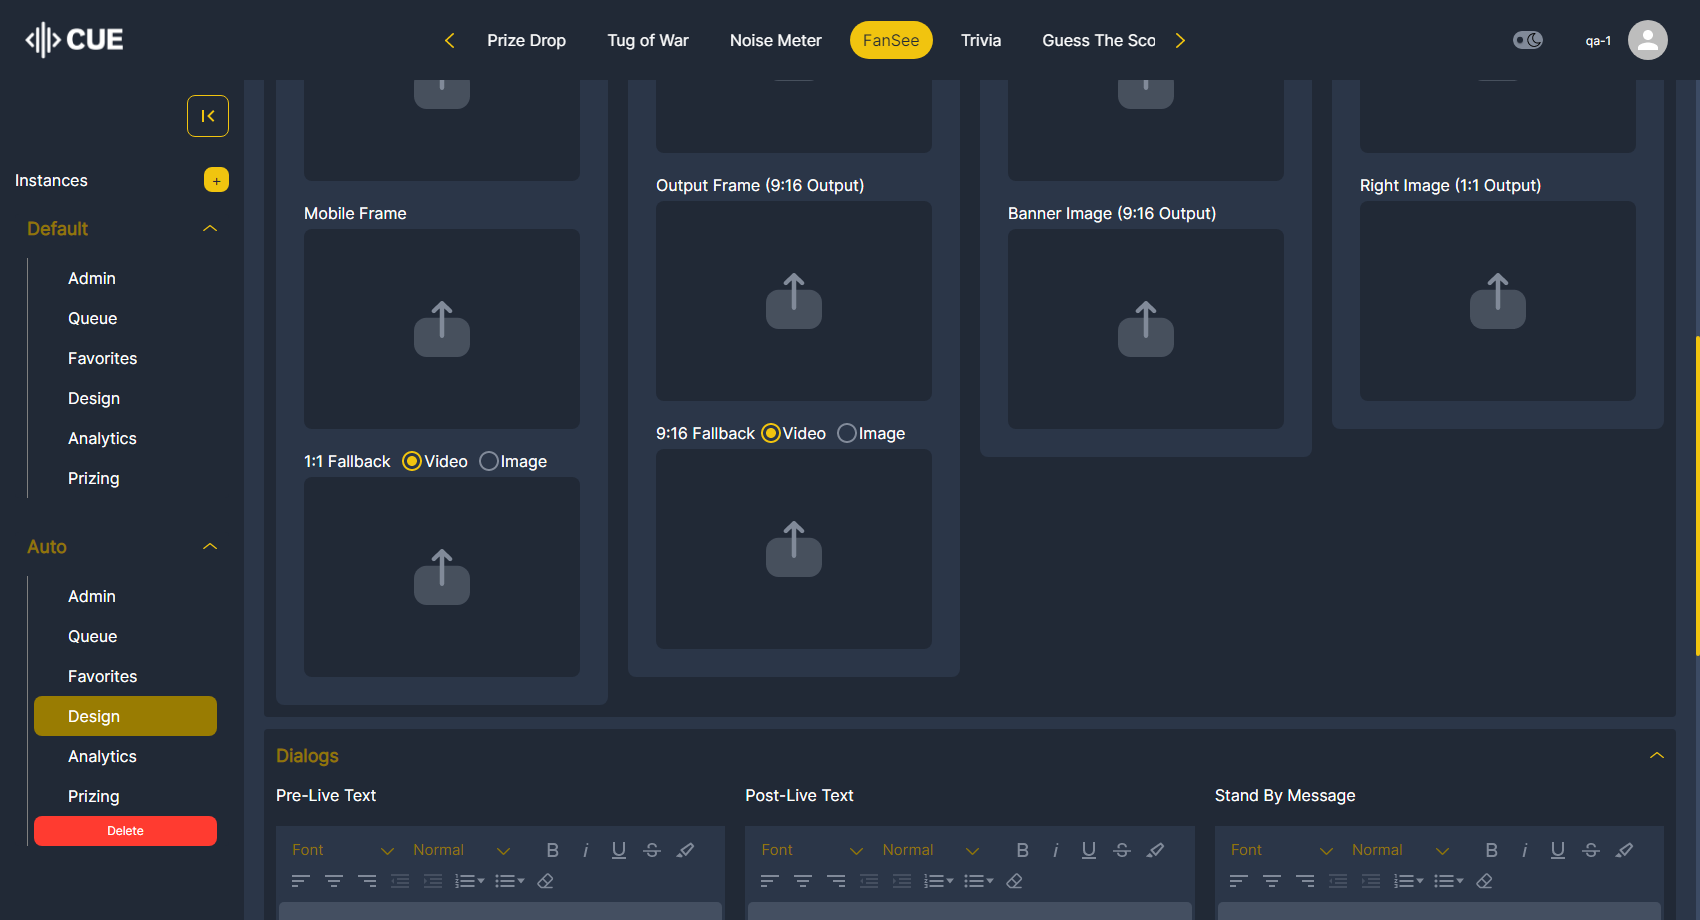 CUE
Prize Drop
Tug of War
Noise Meter
FanSee
Trivia
Guess The Sco
qa-1
Instances
+
Default
Admin
Queue
Favorites
Design
Analytics
Prizing
Auto
Admin
Queue
Favorites
Design
Analytics
Prizing
Delete
Mobile Frame
1:1 Fallback Video Image
Output Frame (9:16 Output)
9:16 Fallback Video Image
Banner Image (9:16 Output)
Right Image (1:1 Output)
Dialogs
Pre-Live Text
Font Normal B i U S
Post-Live Text
Font Normal B i U S
Stand By Message
Font Normal B i U S